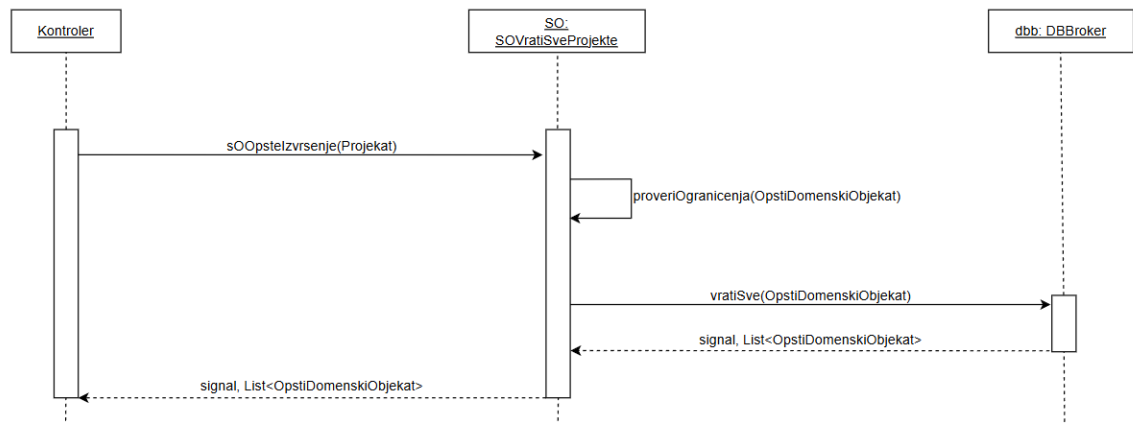 Kontroler
SO:
SOVratiSveProjekte
dbb: DBBroker
sOOpsteIzvrsenje(Projekat)
proveriOgranicenja(OpstiDomenskiObjekat)
vratiSve(OpstiDomenskiObjekat)
signal, List<OpstiDomenskiObjekat>
signal, List<OpstiDomenskiObjekat>